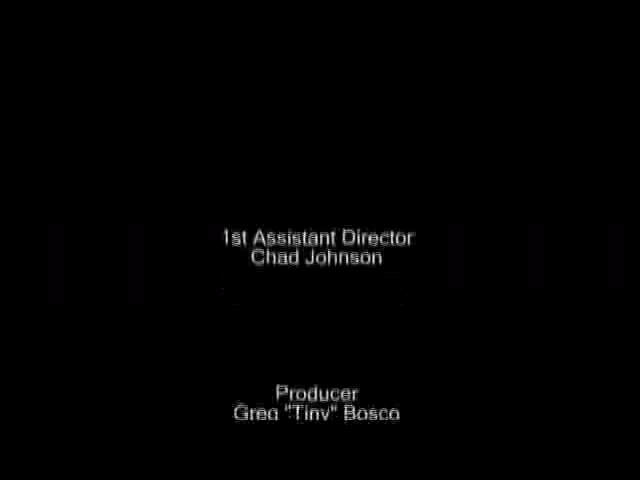 1st Assistant Director
Chad Johnson
Producer
Greg "Tiny" Bosco